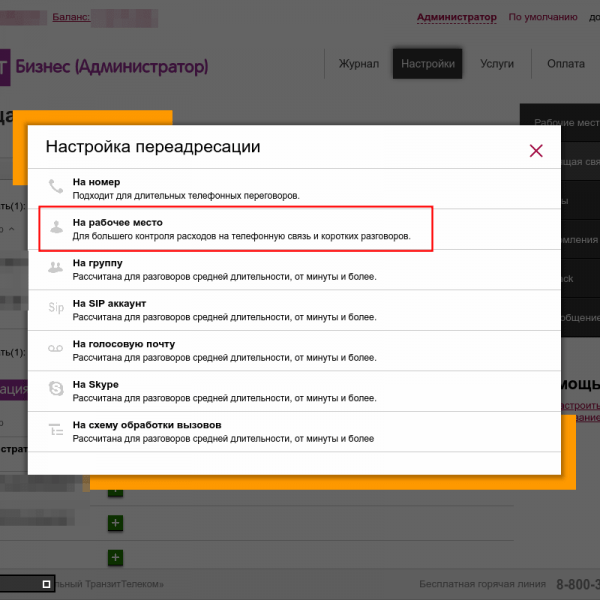 Баланс:
Администратор По умолчанию
Бизнес (Администратор)
Журнал Настройки Услуги Оплата
Настройка переадресации
На номер
Подходит для длительных телефонных переговоров.
На рабочее место
Для большего контроля расходов на телефонную связь и коротких разговоров.
На группу
Рассчитана для разговоров средней длительности, от минуты и более.
Sip На SIP аккаунт
Рассчитана для разговоров средней длительности, от минуты и более.
На голосовую почту
Рассчитана для разговоров средней длительности, от минуты и более.
На Skype
Рассчитана для разговоров средней длительности, от минуты и более.
На схему обработки вызовов
Рассчитана для разговоров средней длительности, от минуты и более
Рабочие мест
ТранзитТелеком»
Бесплатная горячая линия 8-800-3